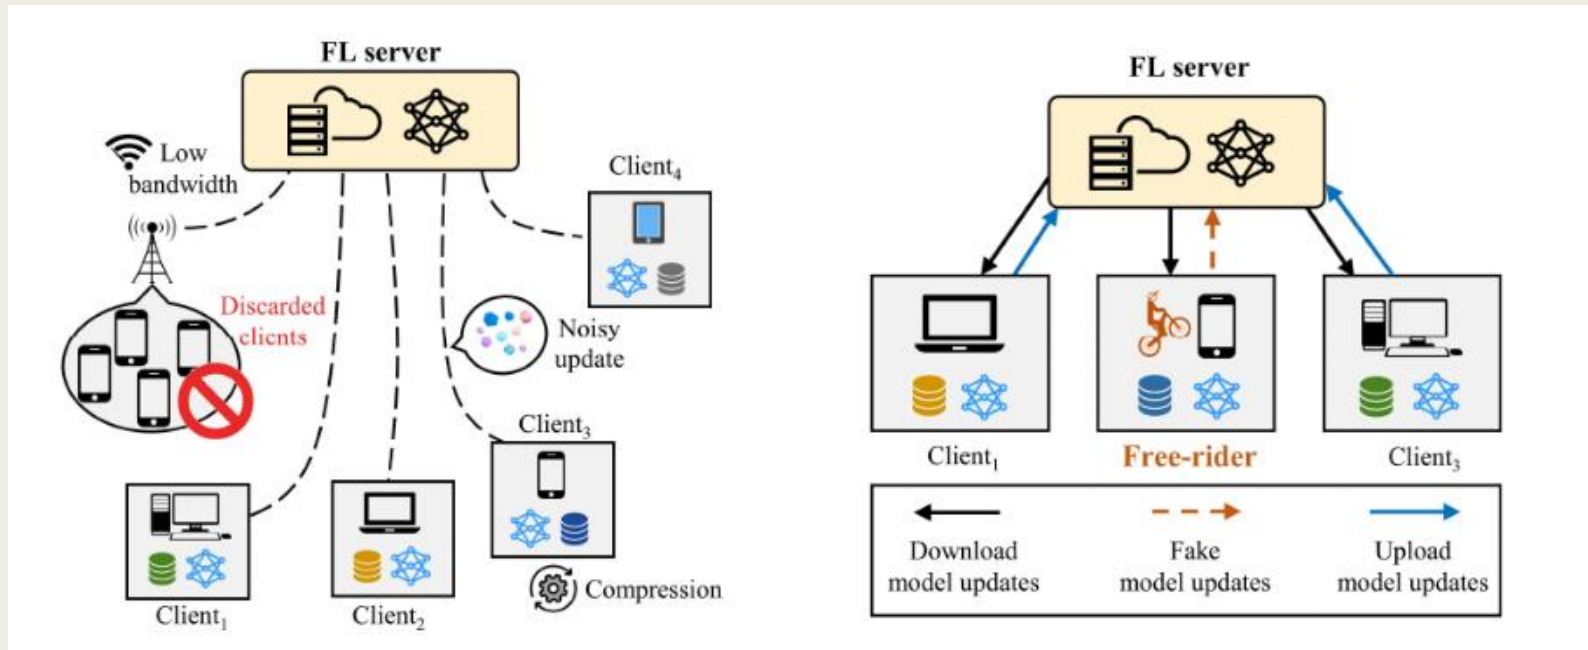 FL server
Low
bandwidth
Discarded
clients
Client₄
Noisy
update
Client₃
Compression
Client₁
Client₂
FL server
Client₁
Free-rider
Client₃
Download
model updates
Fake
model updates
Upload
model updates